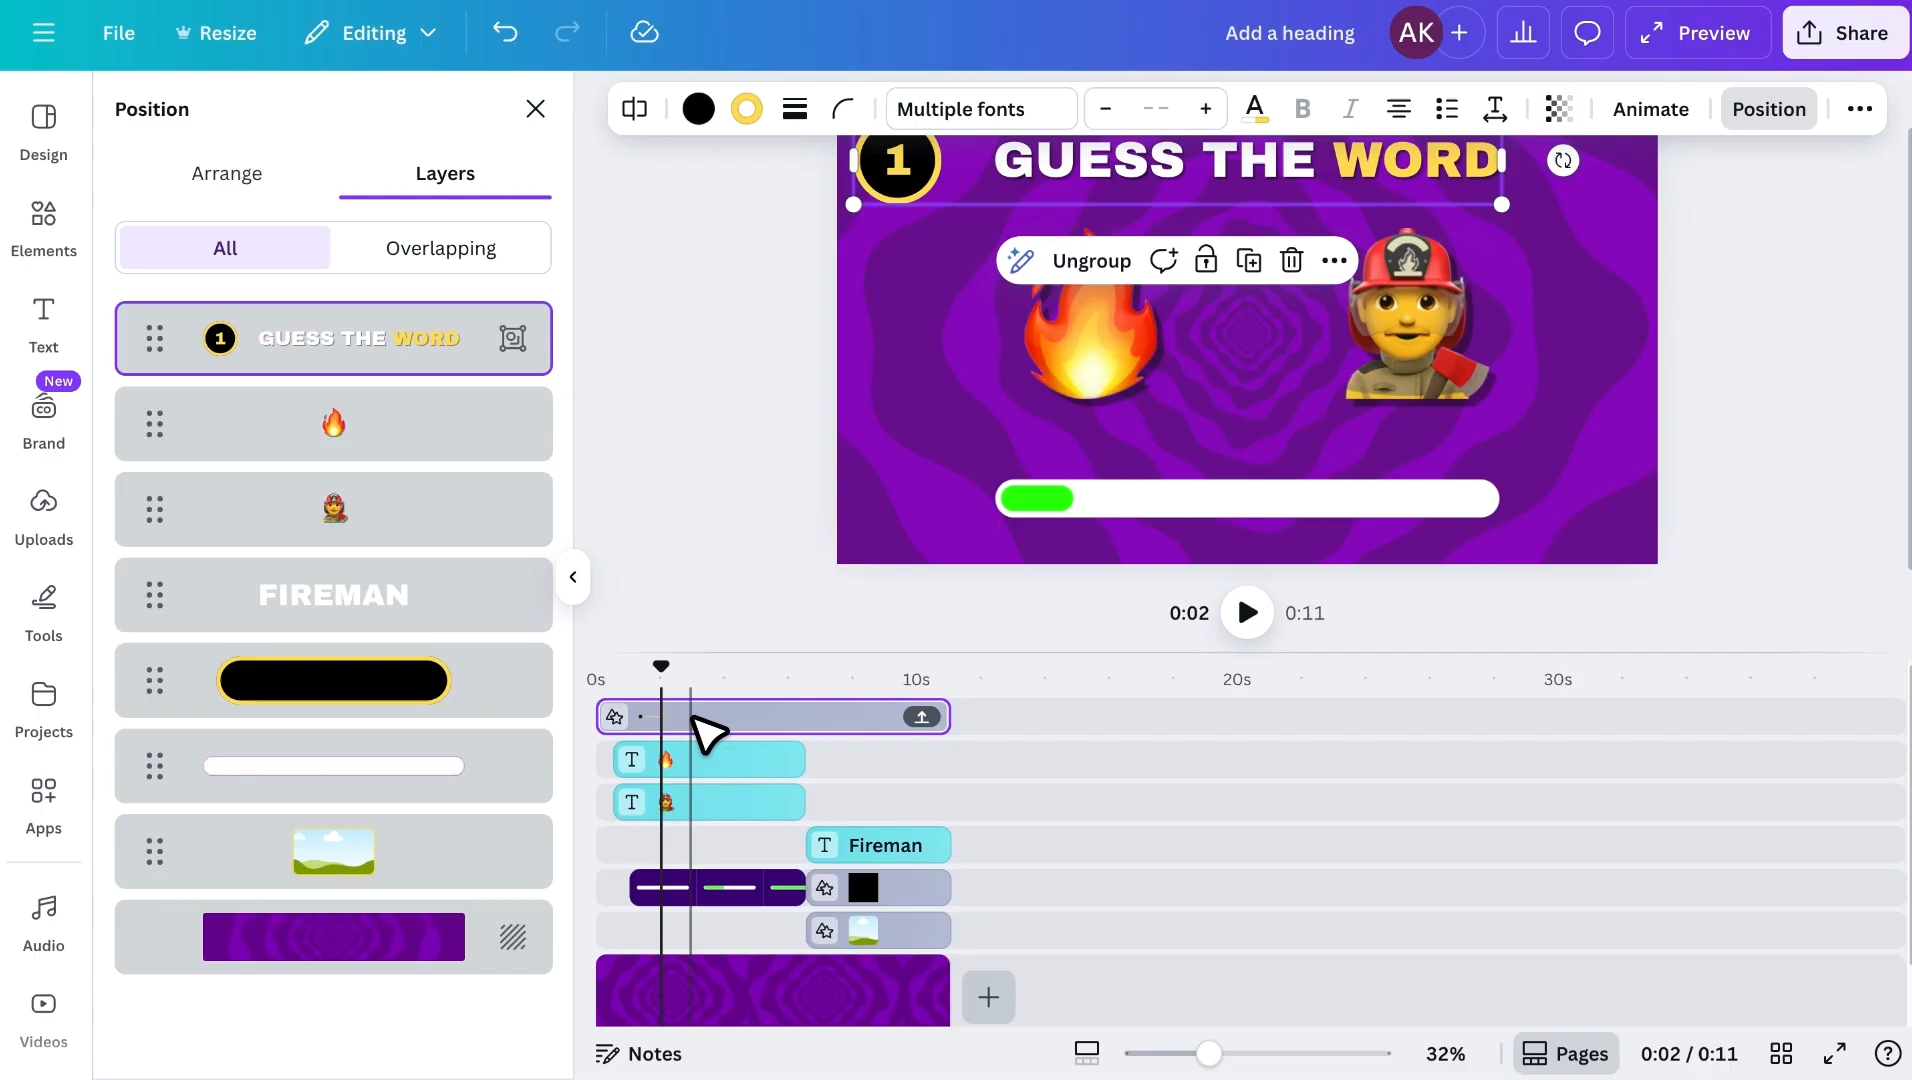 File
Resize
Editing
Add a heading
AK
Preview
Share
Design
Elements
Text
New
Brand
Uploads
Tools
Projects
Apps
Audio
Videos
Position
Arrange
Layers
All
Overlapping
1 GUESS THE WORD
FIREMAN
Multiple fonts
Animate
Position
1 GUESS THE WORD
Ungroup
0:02
0:11
0s
10s
20s
30s
Fireman
Notes
32%
Pages
0:02 / 0:11